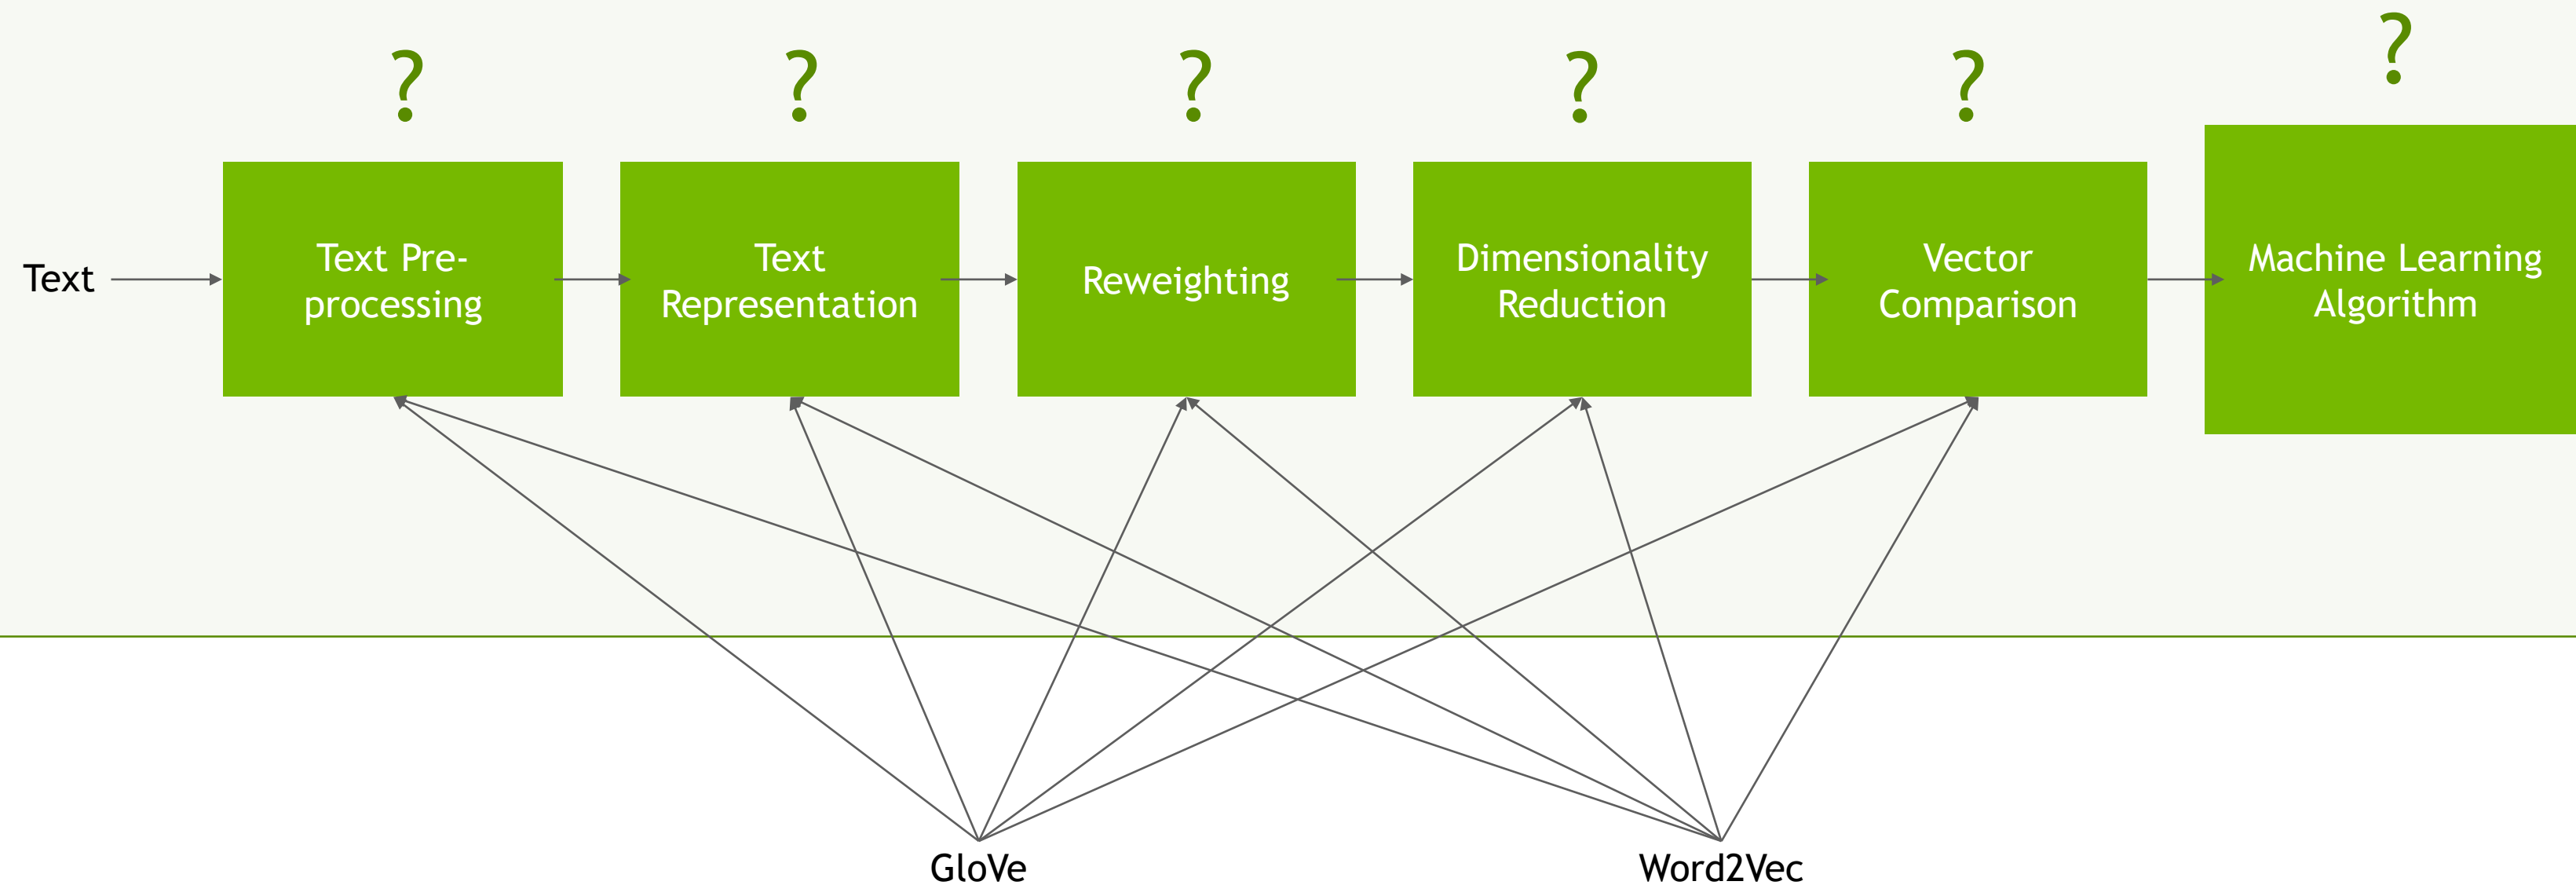 ?
?
?
?
?
?
Text
Text Pre-
processing
Text
Representation
Reweighting
Dimensionality
Reduction
Vector
Comparison
Machine Learning
Algorithm
GloVe
Word2Vec